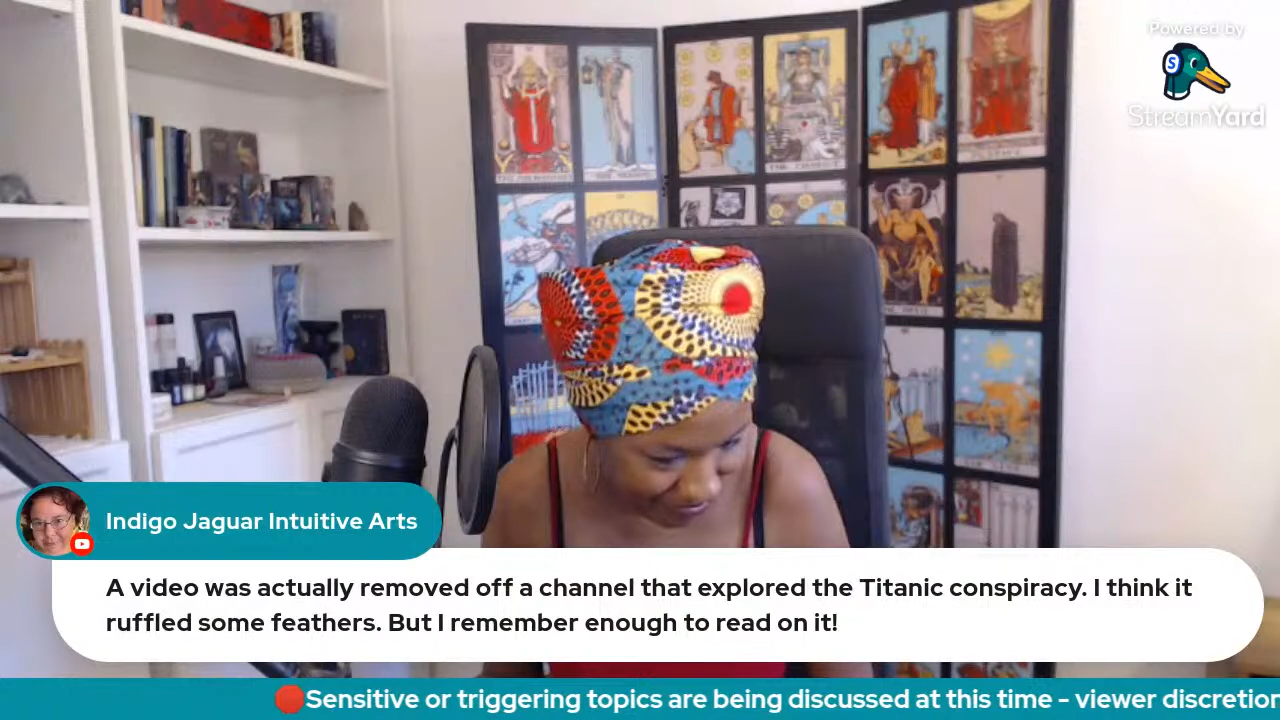 Powered by
S
StreamYard
Indigo Jaguar Intuitive Arts
A video was actually removed off a channel that explored the Titanic conspiracy. I think it
ruffled some feathers. But I remember enough to read on it!
Sensitive or triggering topics are being discussed at this time - viewer discretion